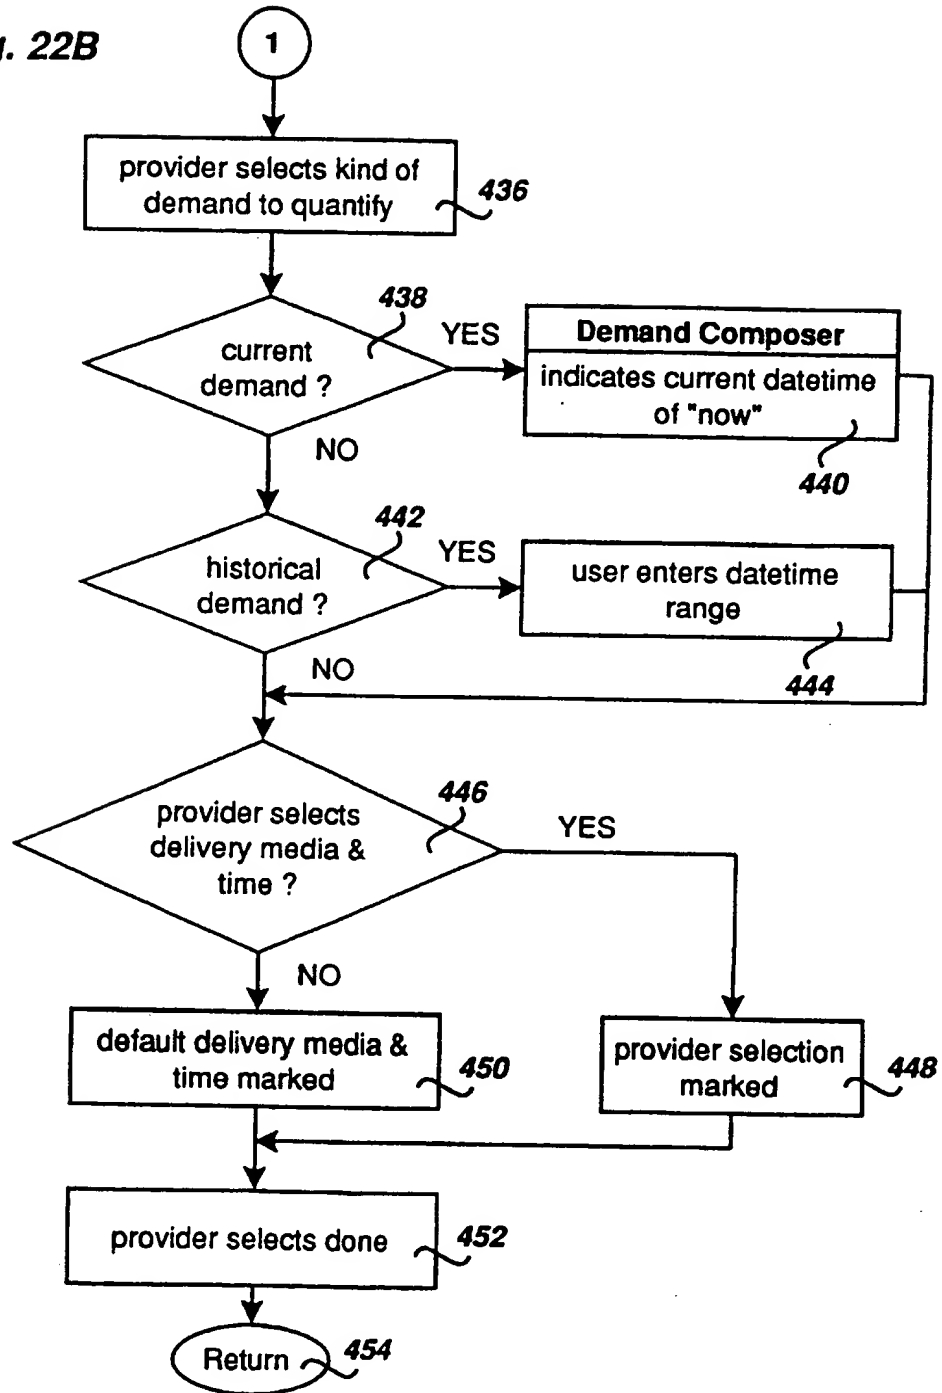 . 22B
1
provider selects kind of
demand to quantify
436
438
current
demand ?
YES
Demand Composer
indicates current datetime
of "now"
440
NO
442
historical
demand ?
YES
user enters datetime
range
444
NO
446
provider selects
delivery media &
time ?
YES
NO
default delivery media &
time marked
450
provider selection
marked
448
provider selects done
452
Return
454